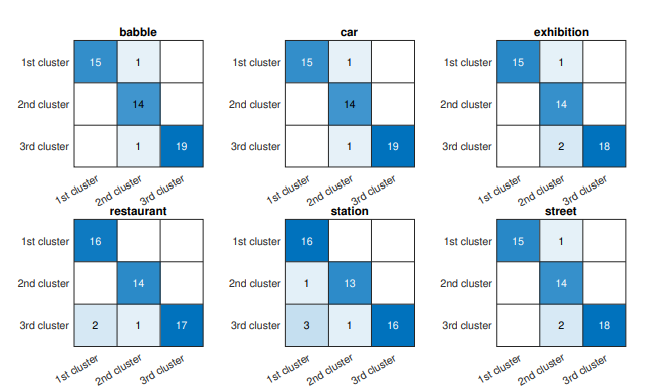 babble car exhibition
1st cluster 15 1 1st cluster 15 1 1st cluster 15 1
2nd cluster 14 2nd cluster 14 2nd cluster 14
3rd cluster 1 19 3rd cluster 1 19 3rd cluster 2 18
1st cluster 2nd cluster 3rd cluster 1st cluster 2nd cluster 3rd cluster 1st cluster 2nd cluster 3rd cluster
restaurant station street
1st cluster 16 1st cluster 16 1st cluster 15 1
2nd cluster 14 2nd cluster 1 13 2nd cluster 14
3rd cluster 2 1 17 3rd cluster 3 1 16 3rd cluster 2 18
1st cluster 2nd cluster 3rd cluster 1st cluster 2nd cluster 3rd cluster 1st cluster 2nd cluster 3rd cluster